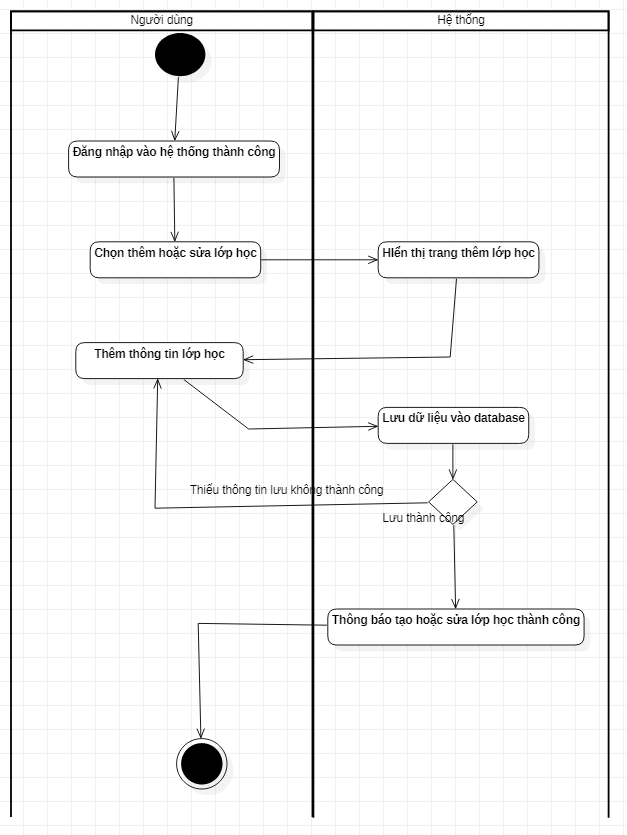 Người dùng
Hệ thống
Đăng nhập vào hệ thống thành công
Chọn thêm hoặc sửa lớp học
HIển thị trang thêm lớp học
Thêm thông tin lớp học
Lưu dữ liệu vào database
Thiếu thông tin lưu không thành công
Lưu thành công
Thông báo tạo hoặc sửa lớp học thành công